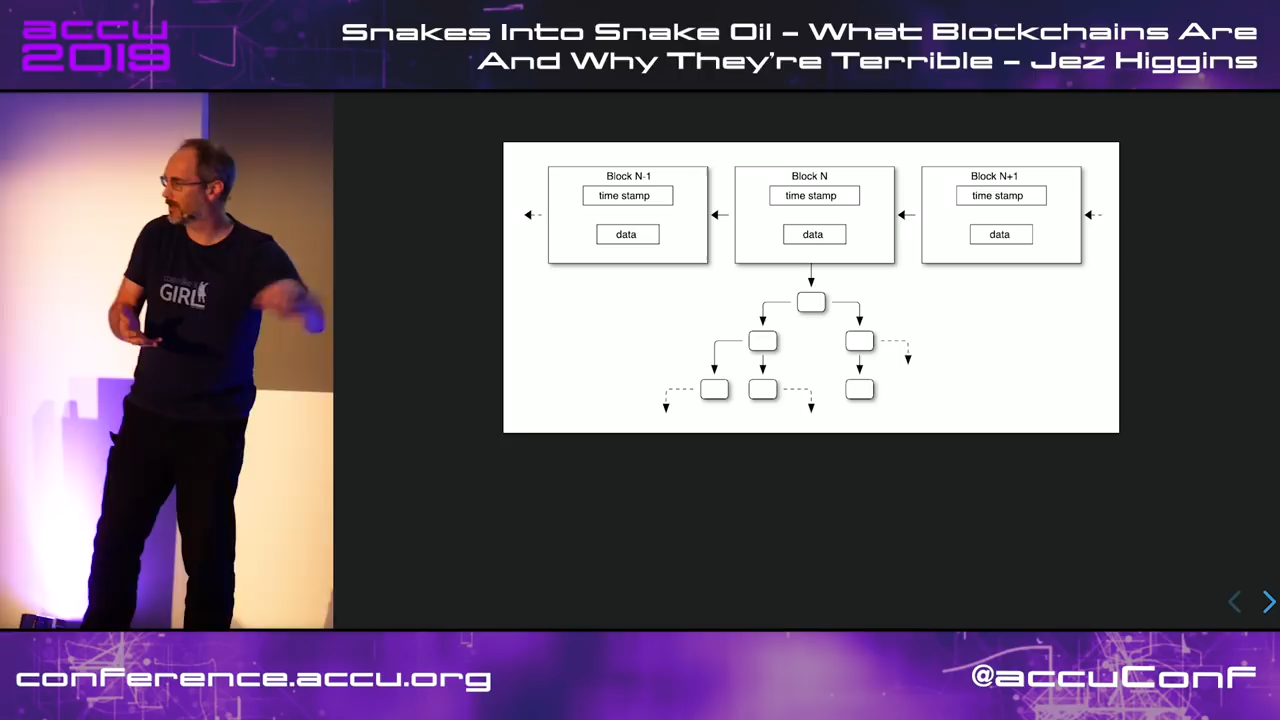 accu
2019
Snakes Into Snake Oil – What Blockchains Are
And Why They're Terrible – Jez Higgins
GIRL
Block N-1
time stamp
data
Block N
time stamp
data
Block N+1
time stamp
data
conference.accu.org
@accuConf